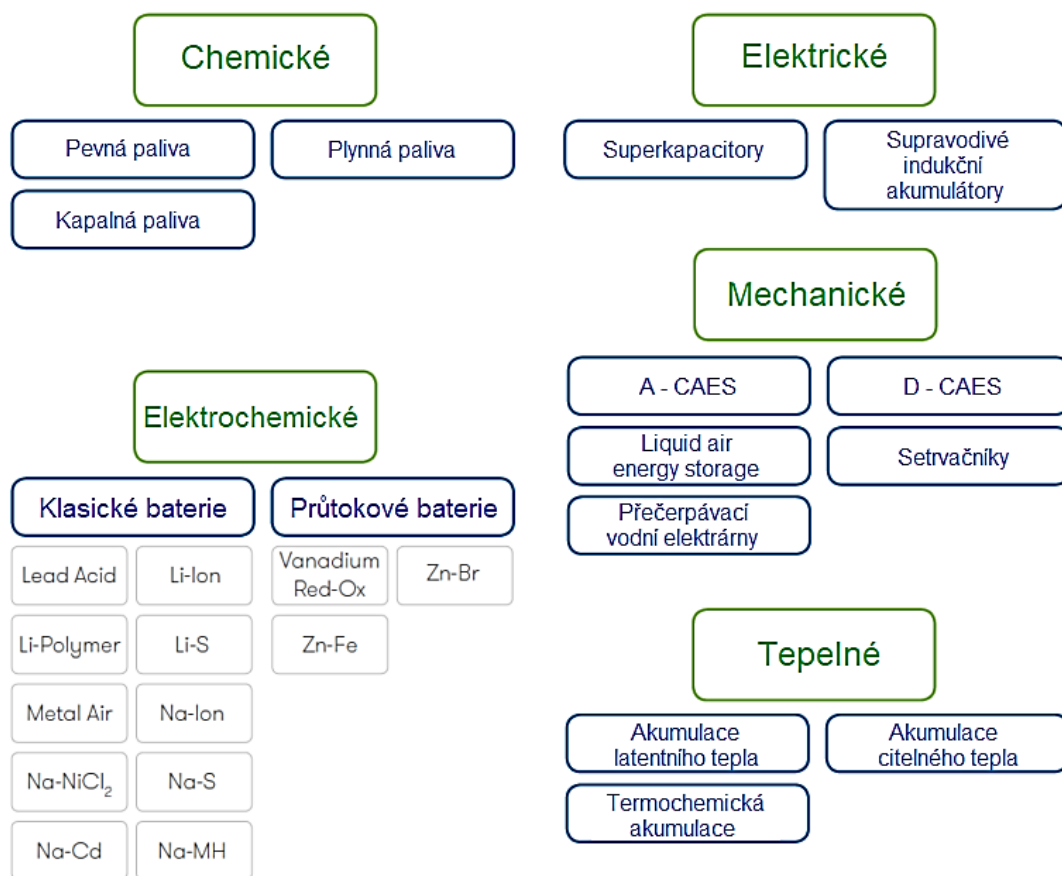 Chemické
Pevná paliva
Plynná paliva
Kapalná paliva
Elektrochemické
Klasické baterie
Průtokové baterie
Lead Acid
Li-Ion
Vanadium
Red-Ox
Zn-Br
Li-Polymer
Li-S
Zn-Fe
Metal Air
Na-Ion
Na-NiCl₂
Na-S
Na-Cd
Na-MH
Elektrické
Superkapacitory
Supravodivé
indukční
akumulátory
Mechanické
A - CAES
D - CAES
Liquid air
energy storage
Setrvačníky
Přečerpávací
vodní elektrárny
Tepelné
Akumulace
latentního tepla
Akumulace
citelného tepla
Termochemická
akumulace